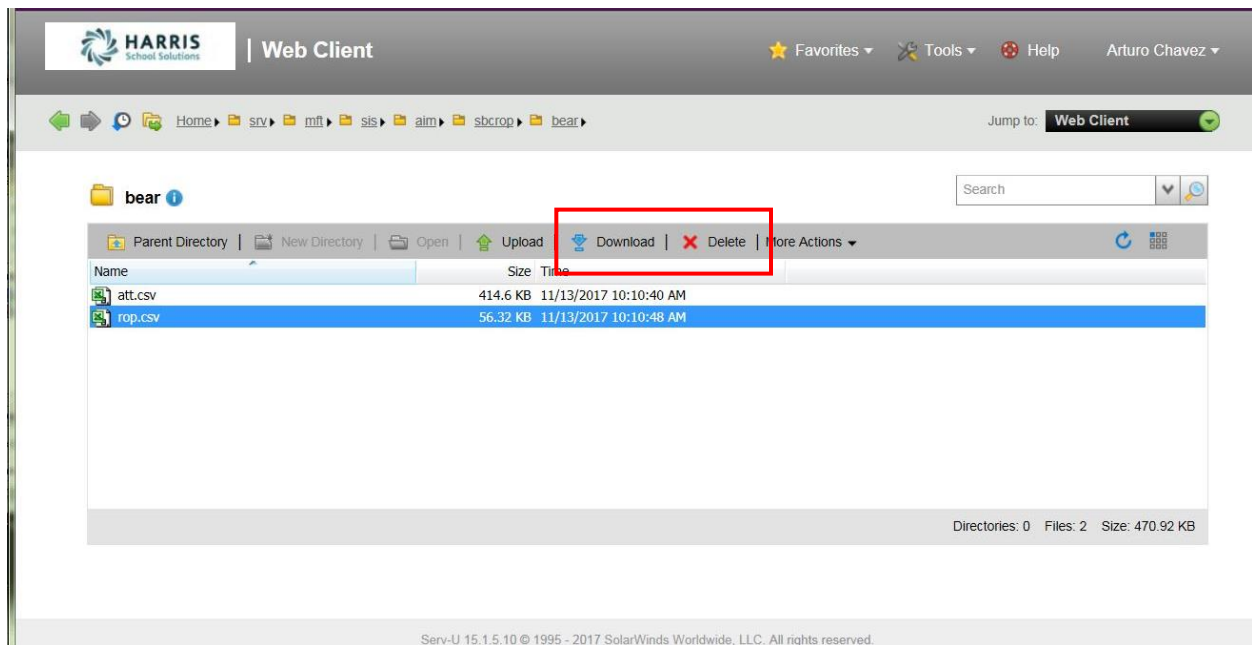 HARRIS
School Solutions
| Web Client
Favorites
Tools
Help
Arturo Chavez
Home srv mft sis aim sbcrop bear
Jump to: Web Client
bear
Search
Parent Directory | New Directory | Open | Upload | Download | Delete | More Actions
Name Size Time
att.csv 414.6 KB 11/13/2017 10:10:40 AM
rop.csv 56.32 KB 11/13/2017 10:10:48 AM
Directories: 0 Files: 2 Size: 470.92 KB
Serv-U 15.1.5.10 © 1995 - 2017 SolarWinds Worldwide, LLC. All rights reserved.